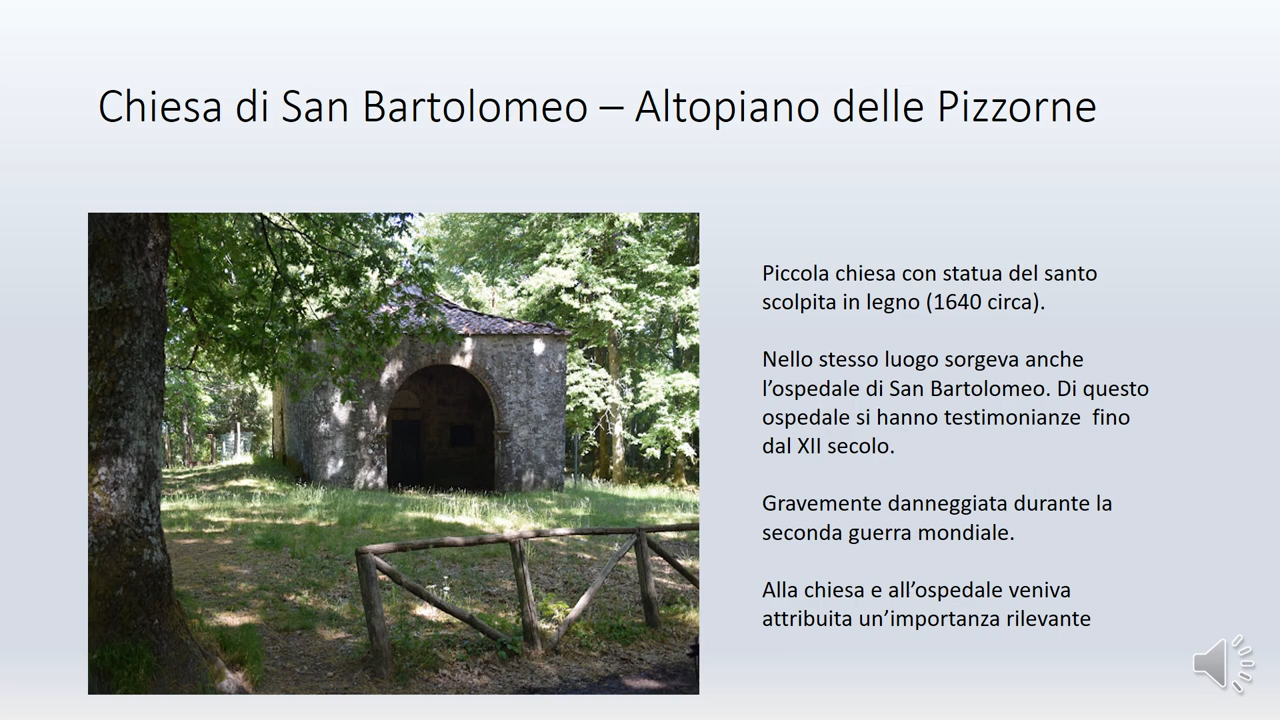 Chiesa di San Bartolomeo – Altopiano delle Pizzorne
Piccola chiesa con statua del santo
scolpita in legno (1640 circa).
Nello stesso luogo sorgeva anche
l’ospedale di San Bartolomeo. Di questo
ospedale si hanno testimonianze  fino
dal XII secolo.
Gravemente danneggiata durante la
seconda guerra mondiale.
Alla chiesa e all’ospedale veniva
attribuita un’importanza rilevante